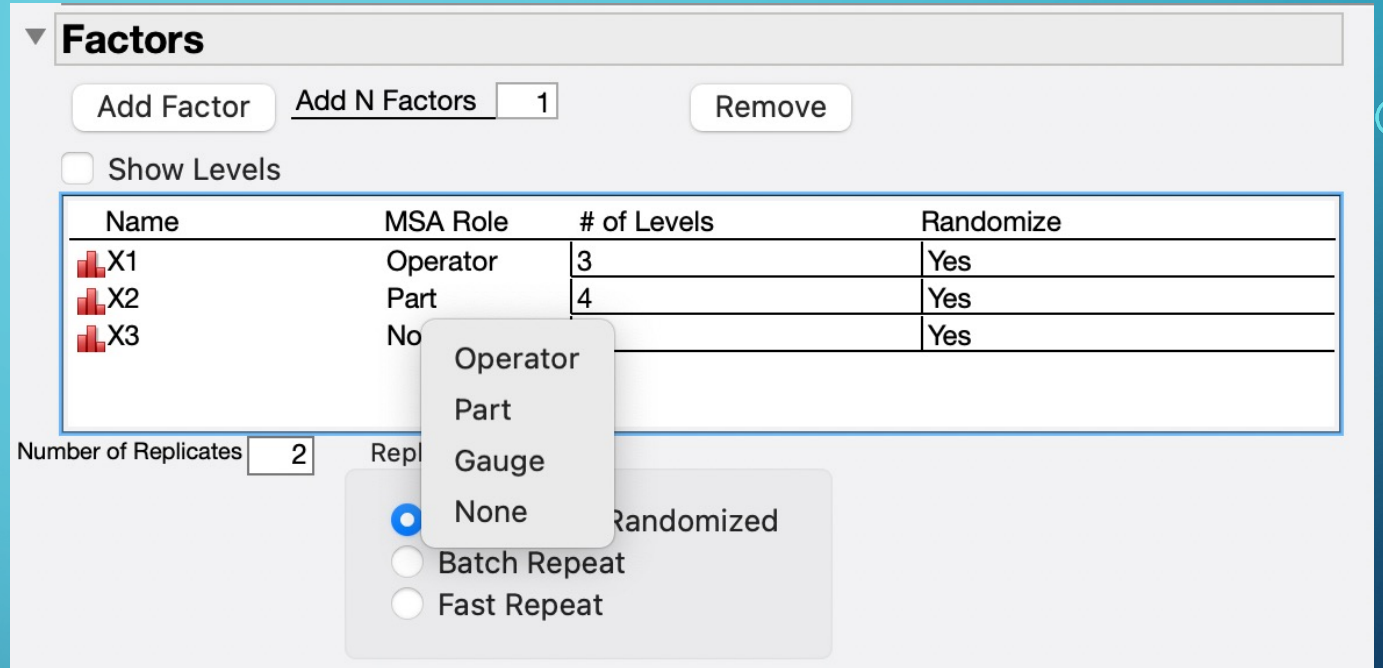 Factors
Add Factor Add N Factors 1 Remove
Show Levels
Name MSA Role # of Levels Randomize
X1 Operator 3 Yes
X2 Part 4 Yes
X3 Yes
Operator
Part
Gauge
None
Number of Replicates 2
Randomized
Batch Repeat
Fast Repeat